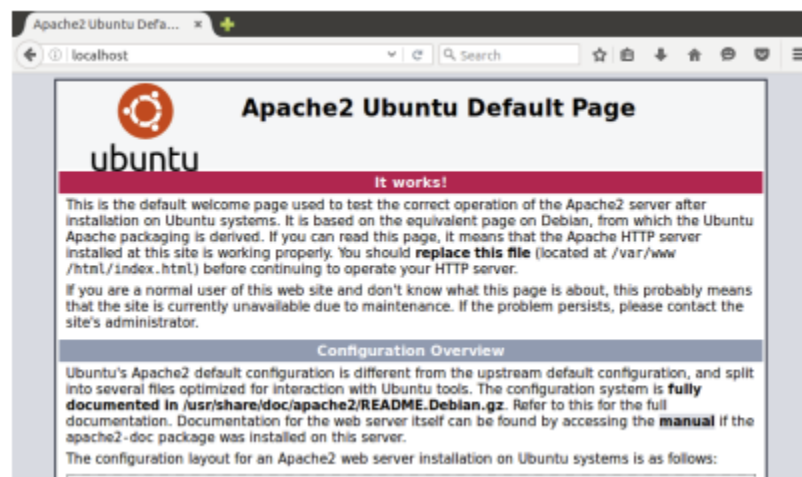 Apache2 Ubuntu Defa...
localhost
Search
Apache2 Ubuntu Default Page
ubuntu
It works!
This is the default welcome page used to test the correct operation of the Apache2 server after
installation on Ubuntu systems. It is based on the equivalent page on Debian, from which the Ubuntu
Apache packaging is derived. If you can read this page, it means that the Apache HTTP server
installed at this site is working properly. You should replace this file (located at /var/www
/html/index.html) before continuing to operate your HTTP server.
If you are a normal user of this web site and don't know what this page is about, this probably means
that the site is currently unavailable due to maintenance. If the problem persists, please contact the
site's administrator.
Configuration Overview
Ubuntu's Apache2 default configuration is different from the upstream default configuration, and split
into several files optimized for interaction with Ubuntu tools. The configuration system is fully
documented in /usr/share/doc/apache2/README.Debian.gz. Refer to this for the full
documentation. Documentation for the web server itself can be found by accessing the manual if the
apache2-doc package was installed on this server.
The configuration layout for an Apache2 web server installation on Ubuntu systems is as follows: